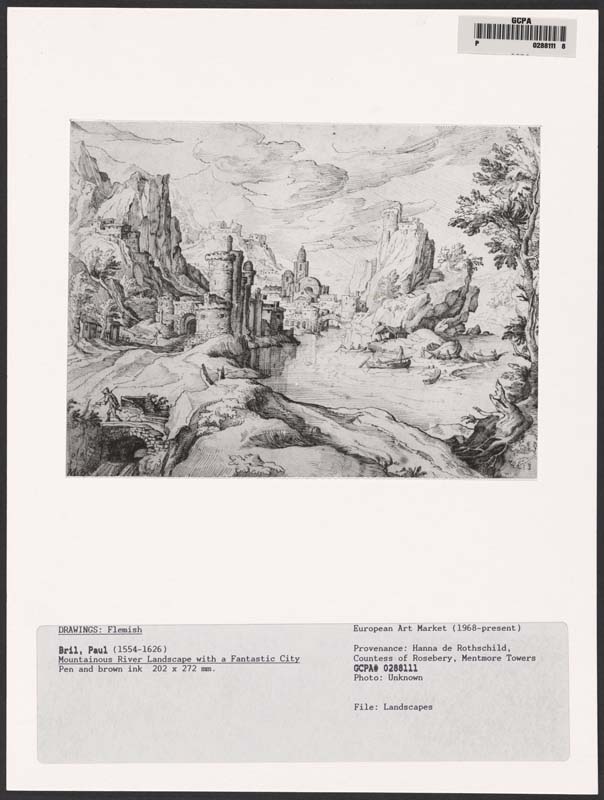 GCPA
P 0288111 8
DRAWINGS: Flemish
Bril, Paul (1554-1626)
Mountainous River Landscape with a Fantastic City
Pen and brown ink 202 x 272 mm.
European Art Market (1968-present)
Provenance: Hanna de Rothschild,
Countess of Rosebery, Mentmore Towers
GCPA# 0288111
Photo: Unknown
File: Landscapes